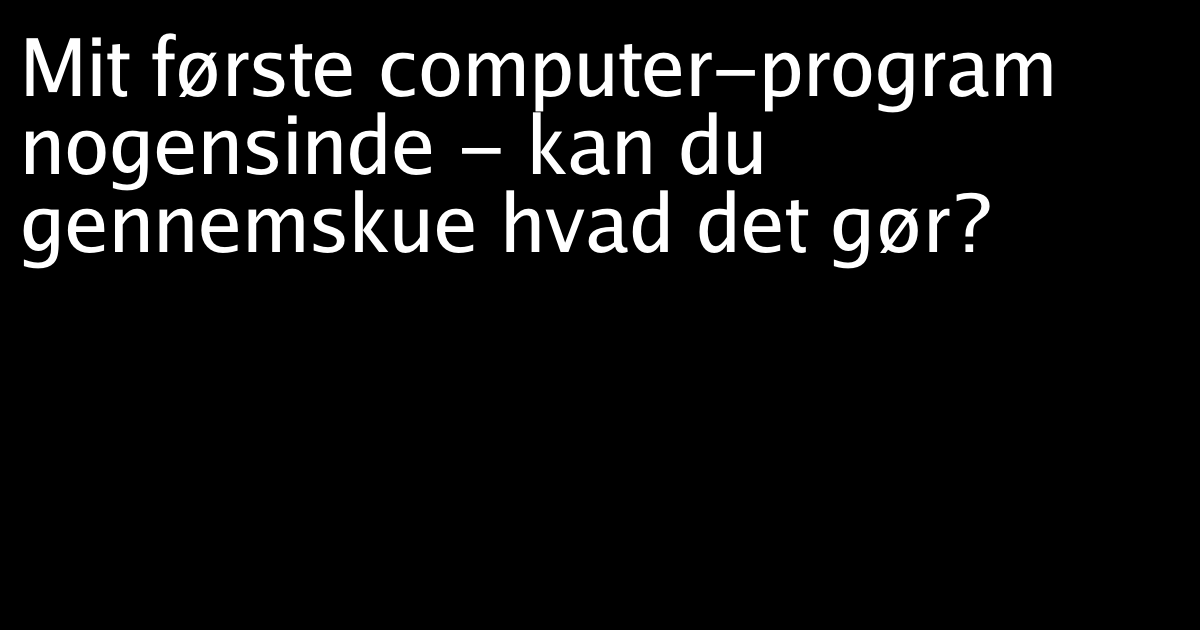 Mit første computer-program
nogensinde - kan du
gennemskue hvad det gør?